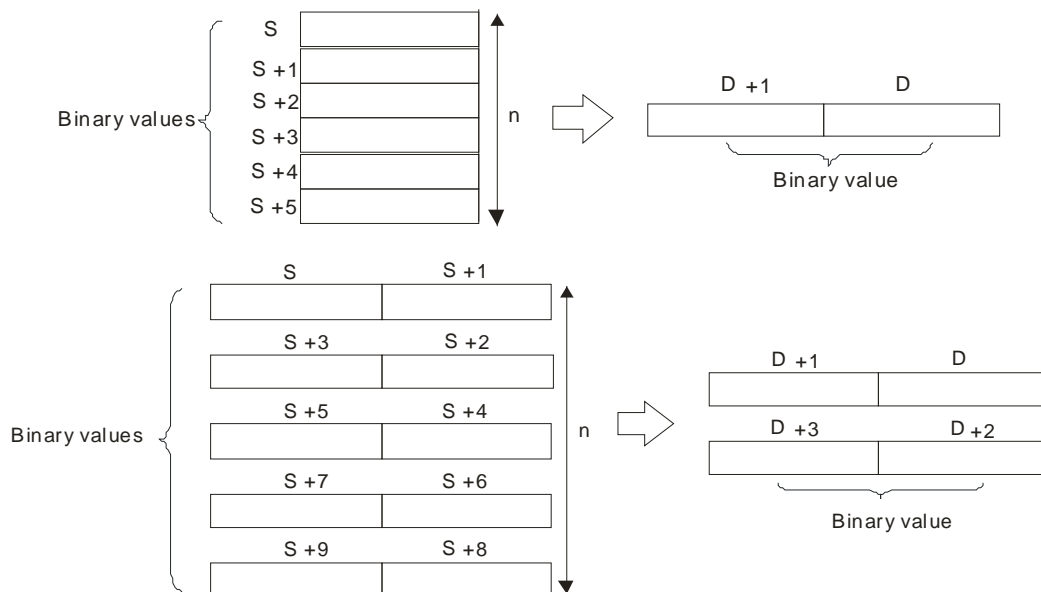 S
S +1
S +2
Binary values
S +3
S +4
S +5
n
D +1 D
Binary value
S S +1
S +3 S +2
S +5 S +4
Binary values
S +7 S +6
S +9 S +8
n
D +1 D
D +3 D +2
Binary value